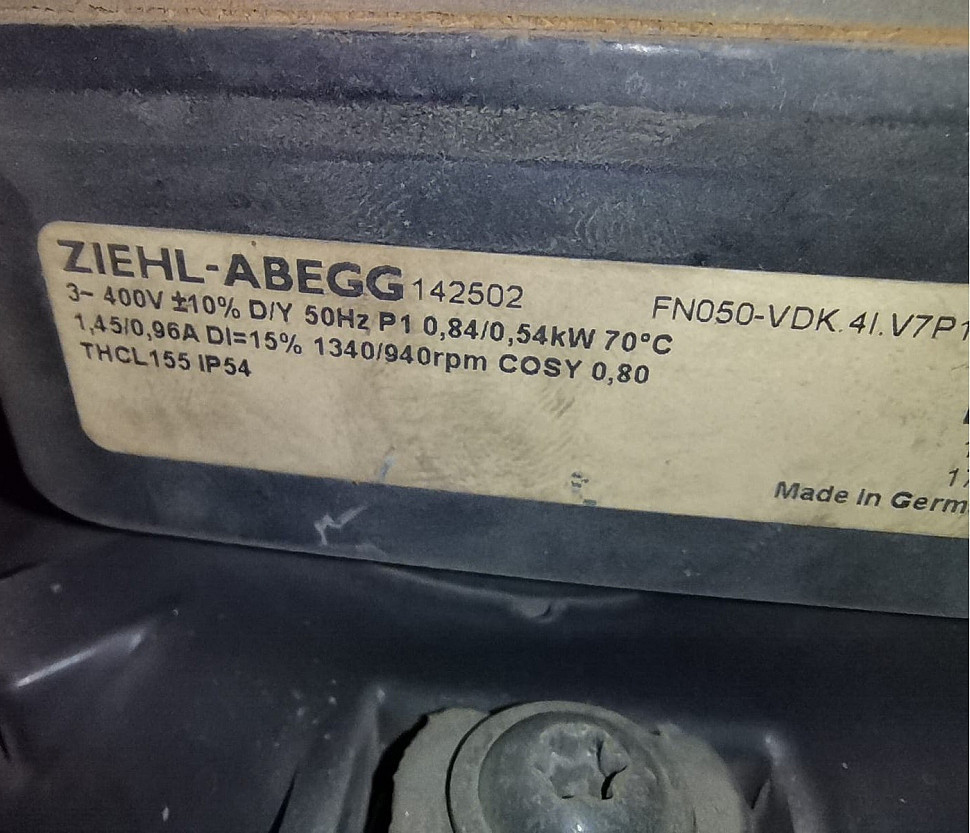 ZIEHL-ABEGG 142502 FN050-VDK.4I.V7P1
3~ 400V ±10% D/Y 50Hz P1 0,84/0,54kW 70°C
1,45/0,96A DI=15% 1340/940rpm COSY 0,80
THCL155 IP54
17
Made in Germ